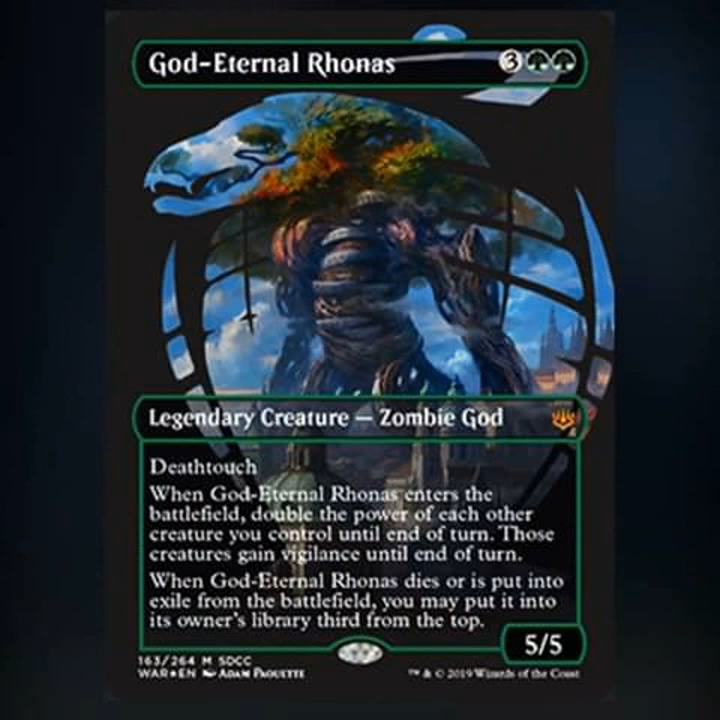 God-Eternal Rhonas 3
Legendary Creature — Zombie God
Deathtouch
When God-Eternal Rhonas enters the
battlefield, double the power of each other
creature you control until end of turn. Those
creatures gain vigilance until end of turn.
When God-Eternal Rhonas dies or is put into
exile from the battlefield, you may put it into
its owner's library third from the top.
5/5
163/264 M SDCC
WAR★EN Adam Paquette
™ & © 2019 Wizards of the Coast